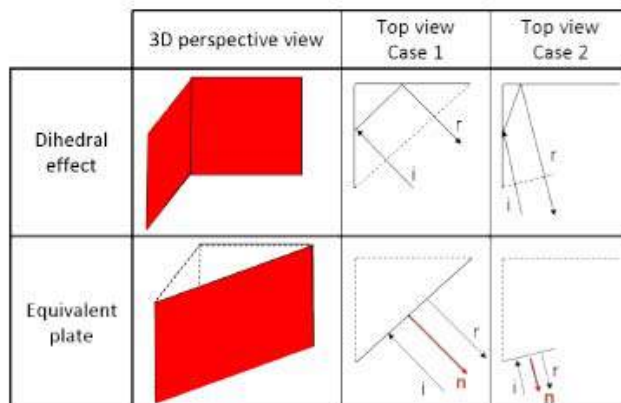 3D perspective view
Top view
Case 1
Top view
Case 2
Dihedral
effect
i
r
i
r
Equivalent
plate
i
n
r
i
n
r